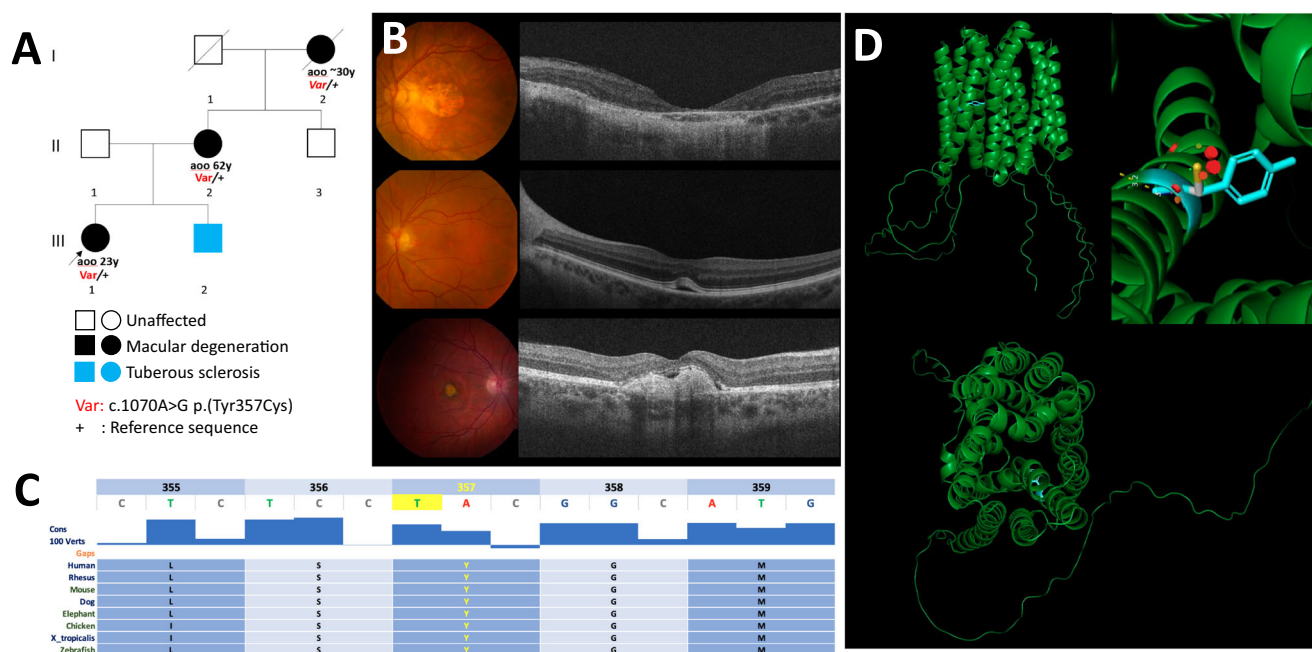 A
I
aoo ~30y
Var/+
1 2
II
aoo 62y
Var/+
1 2 3
III
aoo 23y
Var/+
1 2
Unaffected
Macular degeneration
Tuberous sclerosis
Var: c.1070A>G p.(Tyr357Cys)
+ : Reference sequence
B
C
355 356 357 358 359
C T C T C C T A C G G C A T G
Cons
100 Verts
Gaps
Human L S Y G M
Rhesus L S Y G M
Mouse L S Y G M
Dog L S Y G M
Elephant L S Y G M
Chicken I S Y G M
X_tropicalis I S Y G M
Zebrafish L S Y G M
D